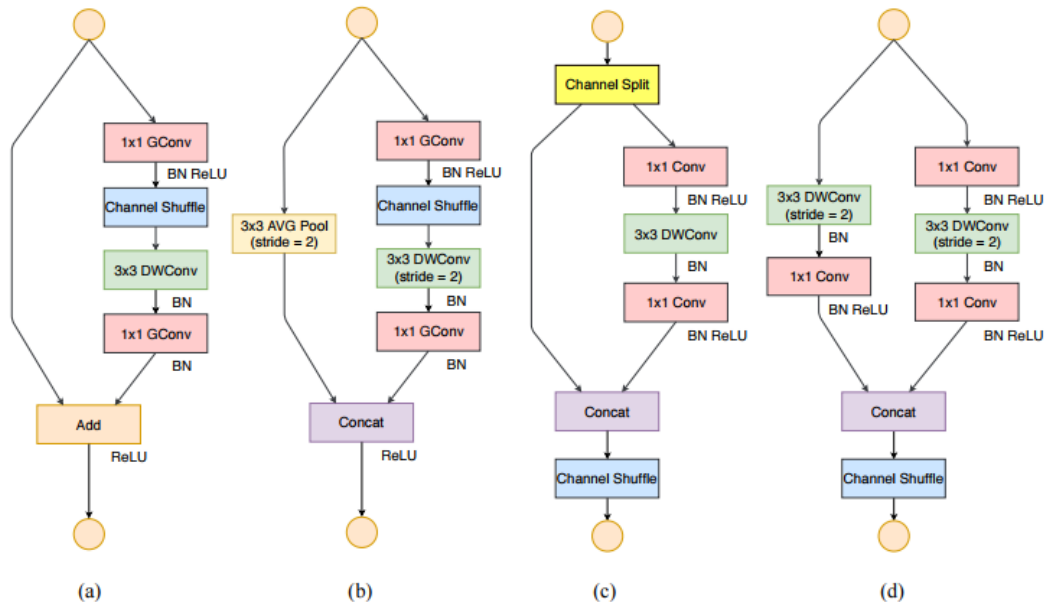 1x1 GConv
BN ReLU
Channel Shuffle
3x3 DWConv
BN
1x1 GConv
BN
Add
ReLU
(a)
1x1 GConv
BN ReLU
Channel Shuffle
3x3 AVG Pool
(stride = 2)
3x3 DWConv
(stride = 2)
BN
1x1 GConv
BN
Concat
ReLU
(b)
Channel Split
1x1 Conv
BN ReLU
3x3 DWConv
BN
1x1 Conv
BN ReLU
Concat
Channel Shuffle
(c)
3x3 DWConv
(stride = 2)
BN
1x1 Conv
BN ReLU
1x1 Conv
BN ReLU
3x3 DWConv
(stride = 2)
BN
1x1 Conv
BN ReLU
Concat
Channel Shuffle
(d)